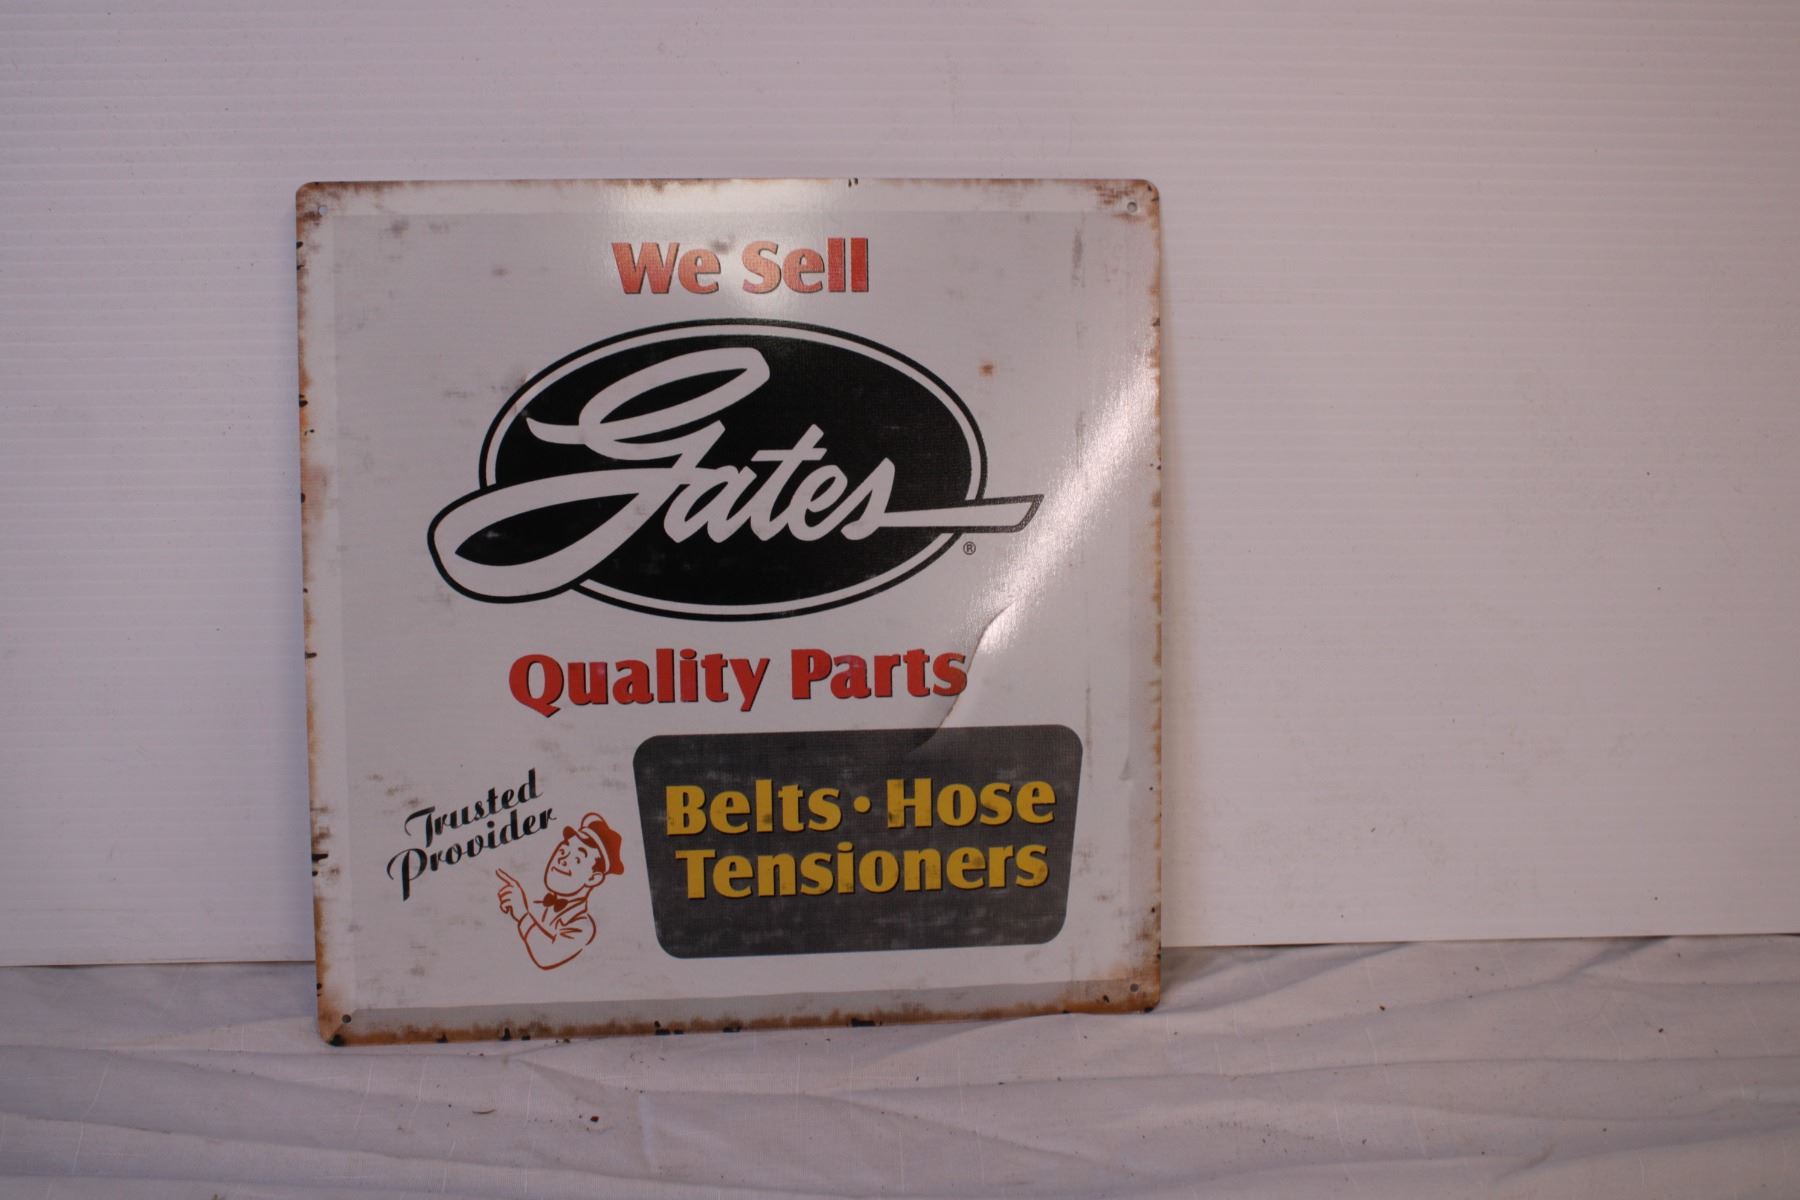 We Sell
Gates
®
Quality Parts
Trusted
Provider
Belts • Hose
Tensioners